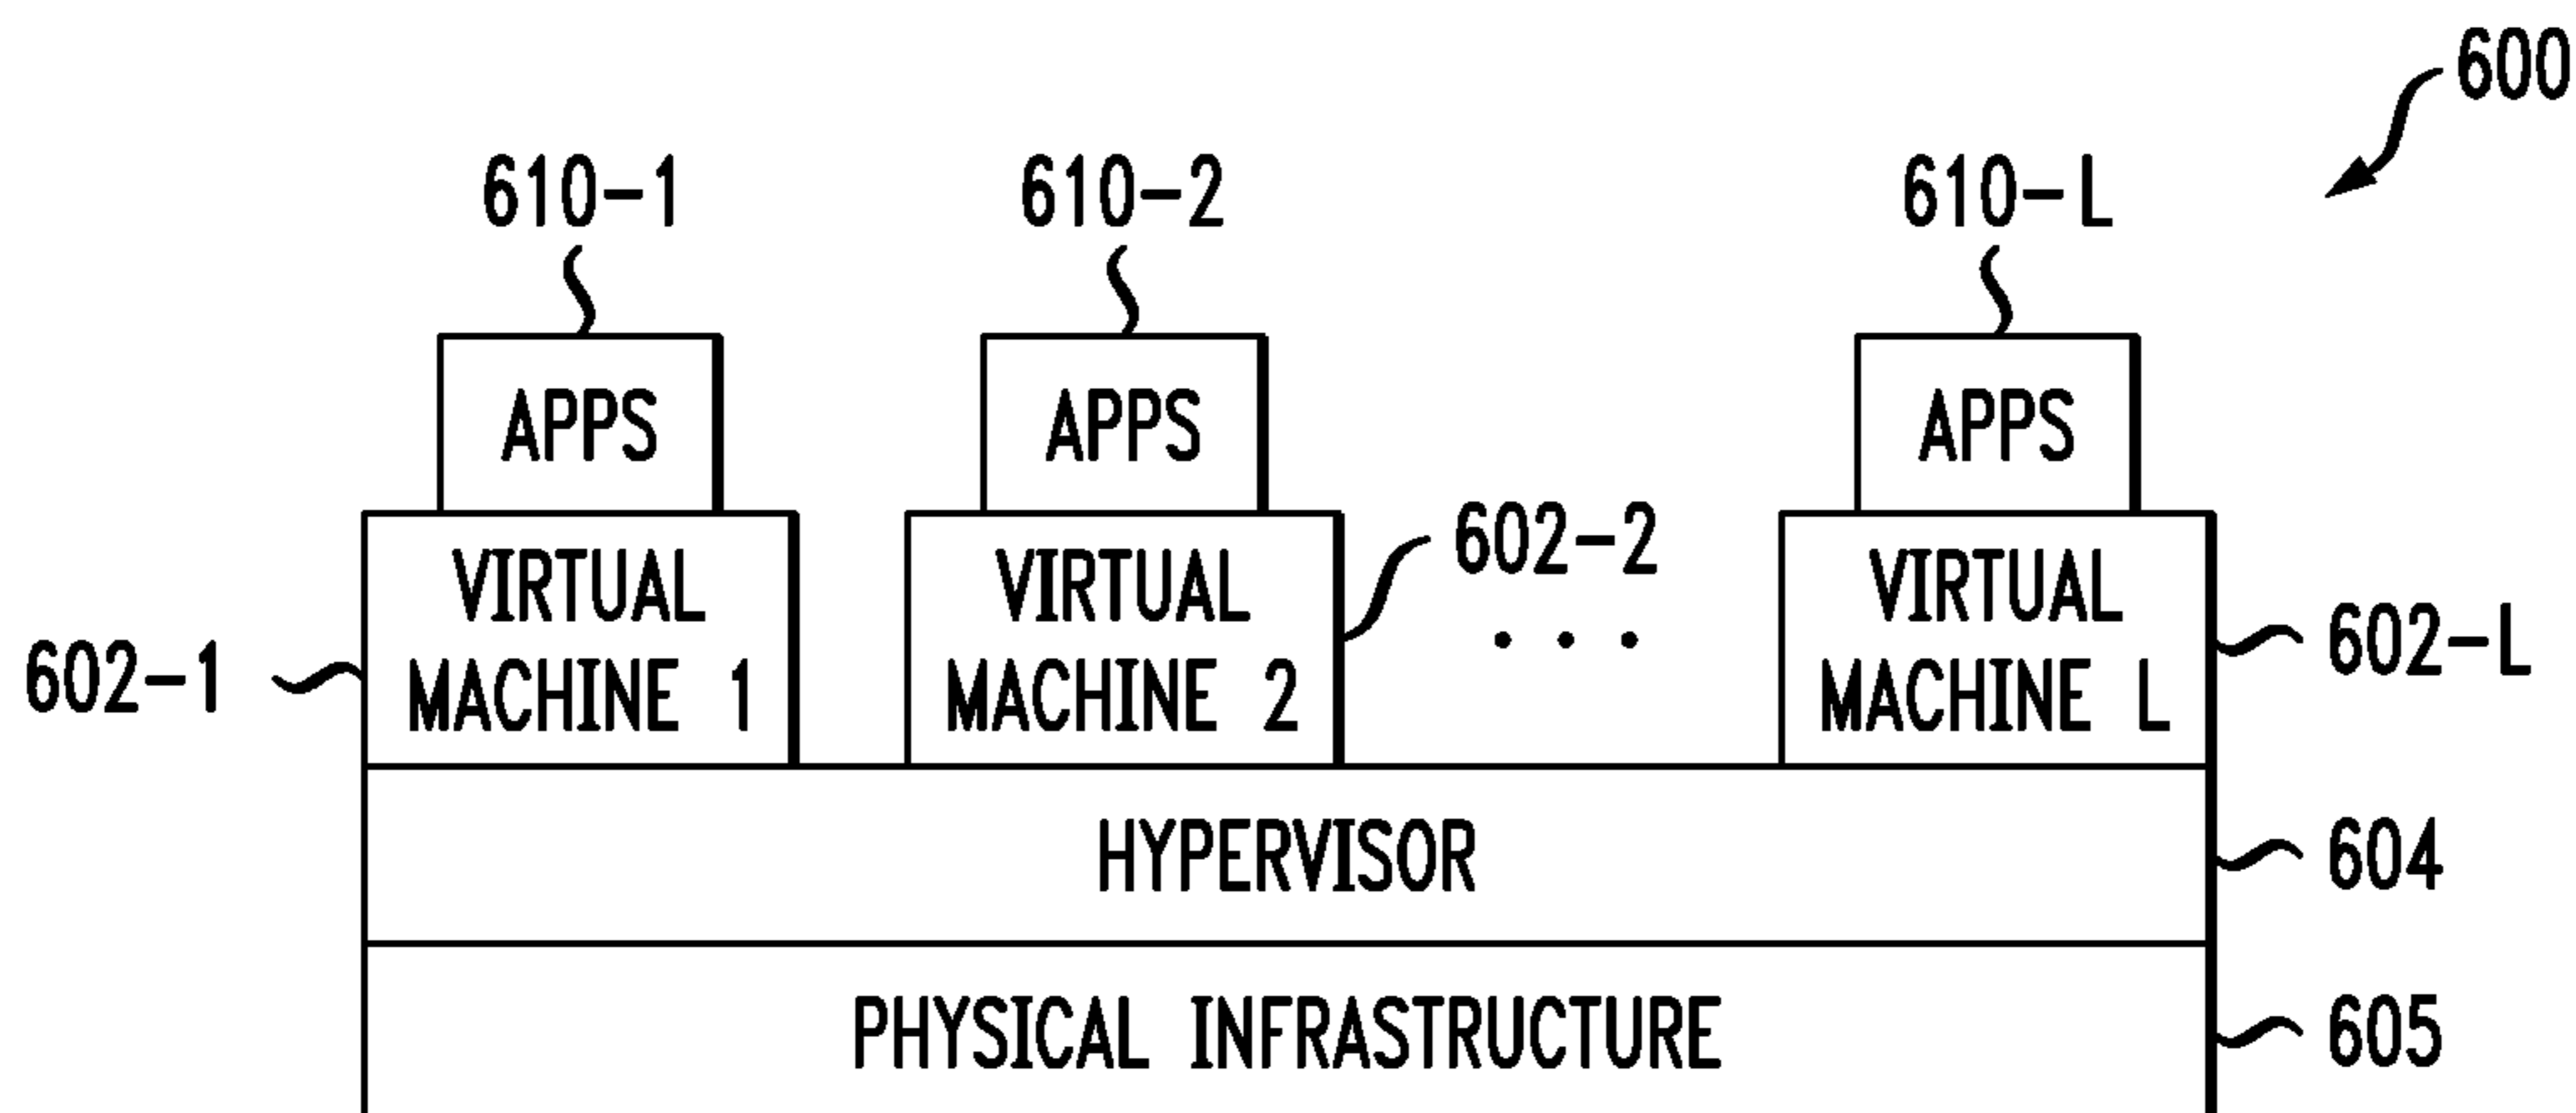 600
610-1 610-2 610-L
APPS APPS APPS
602-2
VIRTUAL VIRTUAL VIRTUAL
602-1 602-L
MACHINE 1 MACHINE 2 MACHINE L
HYPERVISOR 604
PHYSICAL INFRASTRUCTURE 605